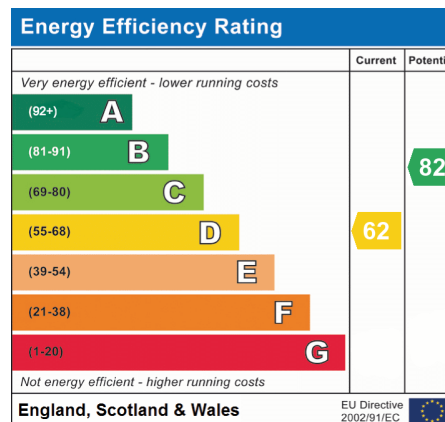 Energy Efficiency Rating
Current Potenti
Very energy efficient - lower running costs
(92+) A
(81-91) B
82
(69-80) C
(55-68) D
62
(39-54) E
(21-38) F
(1-20) G
Not energy efficient - higher running costs
England, Scotland & Wales
EU Directive
2002/91/EC